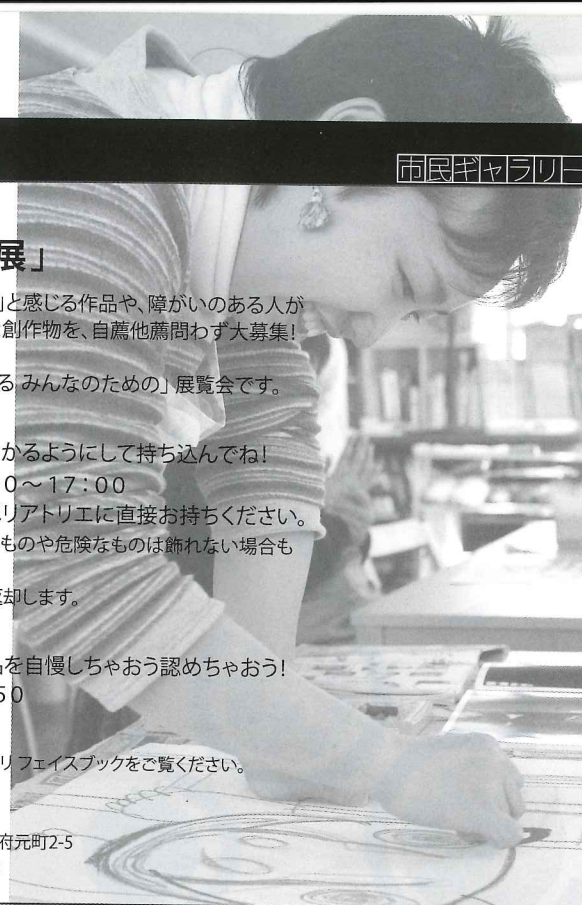 市民ギャラリー
展」
」と感じる作品や、障がいのある人が
創作物を、自薦他薦問わず大募集!
る みんなのための」展覧会です。
かるようにして持ち込んでね!
0～17:00
リアトリエに直接お持ちください。
ものや危険なものは飾れない場合も
却します。
を自慢しちゃおう認めちゃおう!
50
リ フェイスブックをご覧ください。
府元町2-5